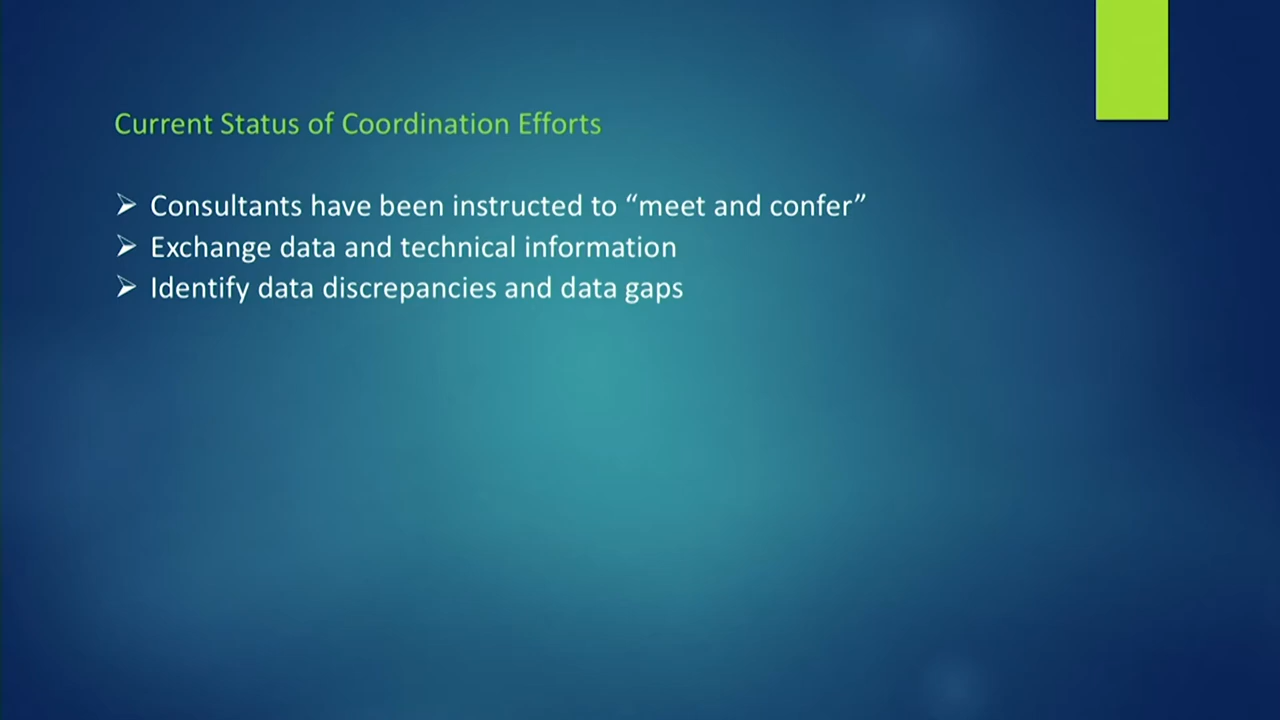 Current Status of Coordination Efforts
➢ Consultants have been instructed to “meet and confer”
➢ Exchange data and technical information
➢ Identify data discrepancies and data gaps